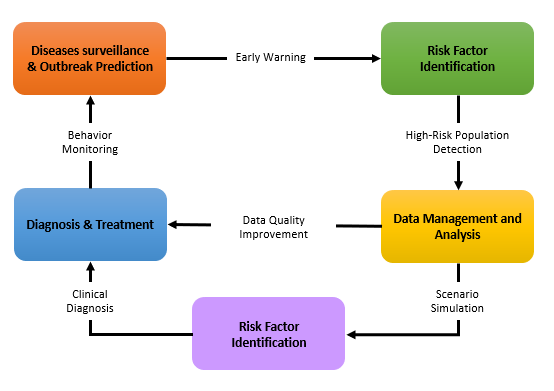 Diseases surveillance
& Outbreak Prediction
Early Warning
Risk Factor
Identification
Behavior
Monitoring
High-Risk Population
Detection
Diagnosis & Treatment
Data Quality
Improvement
Data Management and
Analysis
Clinical
Diagnosis
Scenario
Simulation
Risk Factor
Identification